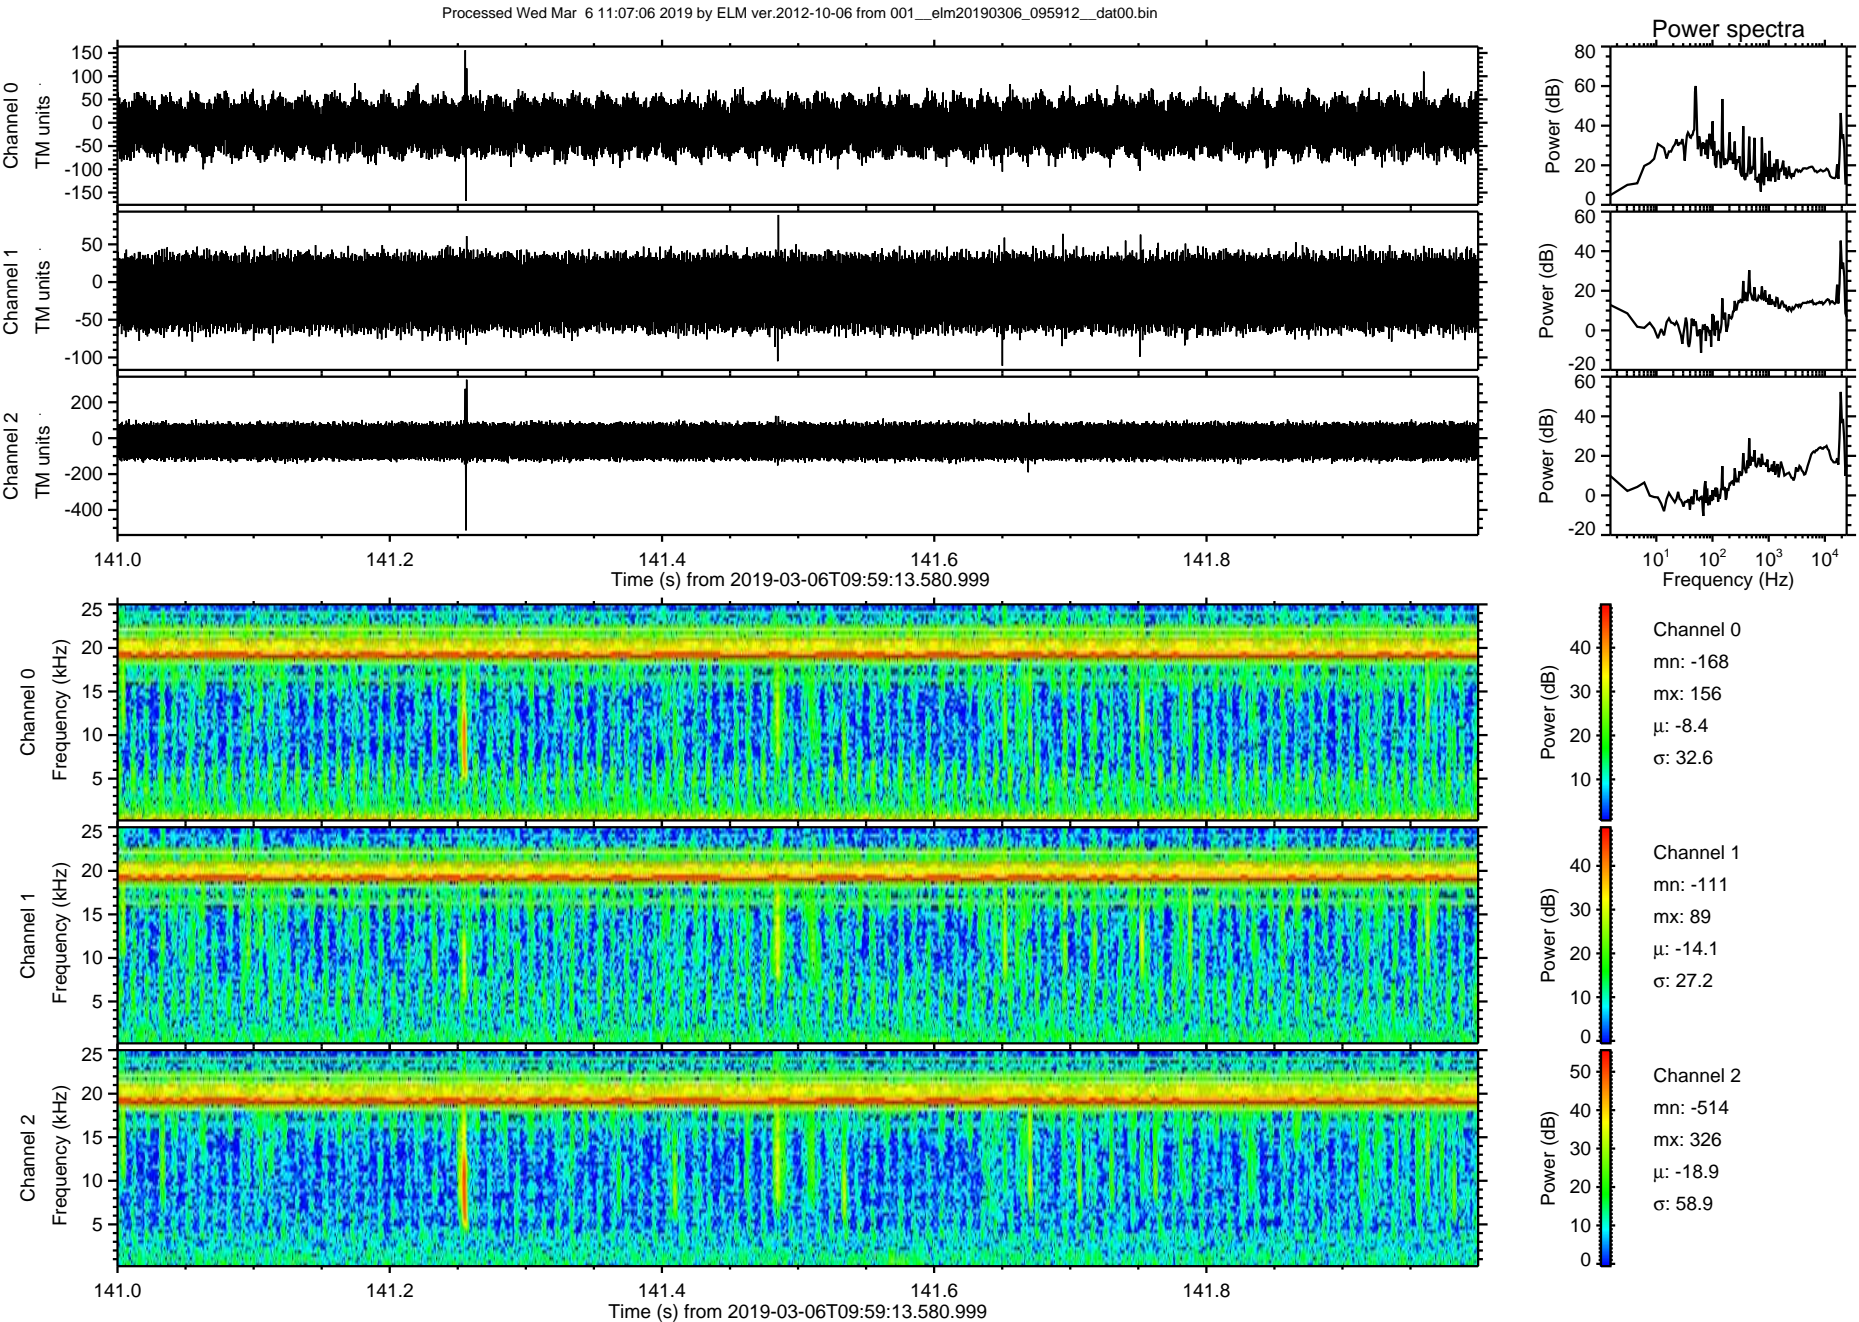 Processed Wed Mar  6 11:07:06 2019 by ELM ver.2012-10-06 from 001__elm20190306_095912__dat00.bin
Power spectra
Channel 0
TM units
150
100
50
0
-50
-100
-150
Power (dB)
80
60
40
20
0
Channel 1
TM units
50
0
-50
-100
Power (dB)
60
40
20
0
-20
Channel 2
TM units
200
0
-200
-400
Power (dB)
60
40
20
0
-20
141.0 141.2 141.4 141.6 141.8
Time (s) from 2019-03-06T09:59:13.580.999
10^1 10^2 10^3 10^4
Frequency (Hz)
Channel 0
Frequency (kHz)
25
20
15
10
5
Power (dB)
40
30
20
10
Channel 0
mn: -168
mx: 156
μ: -8.4
σ: 32.6
Channel 1
Frequency (kHz)
25
20
15
10
5
Power (dB)
40
30
20
10
0
Channel 1
mn: -111
mx: 89
μ: -14.1
σ: 27.2
Channel 2
Frequency (kHz)
25
20
15
10
5
Power (dB)
50
40
30
20
10
0
Channel 2
mn: -514
mx: 326
μ: -18.9
σ: 58.9
141.0 141.2 141.4 141.6 141.8
Time (s) from 2019-03-06T09:59:13.580.999